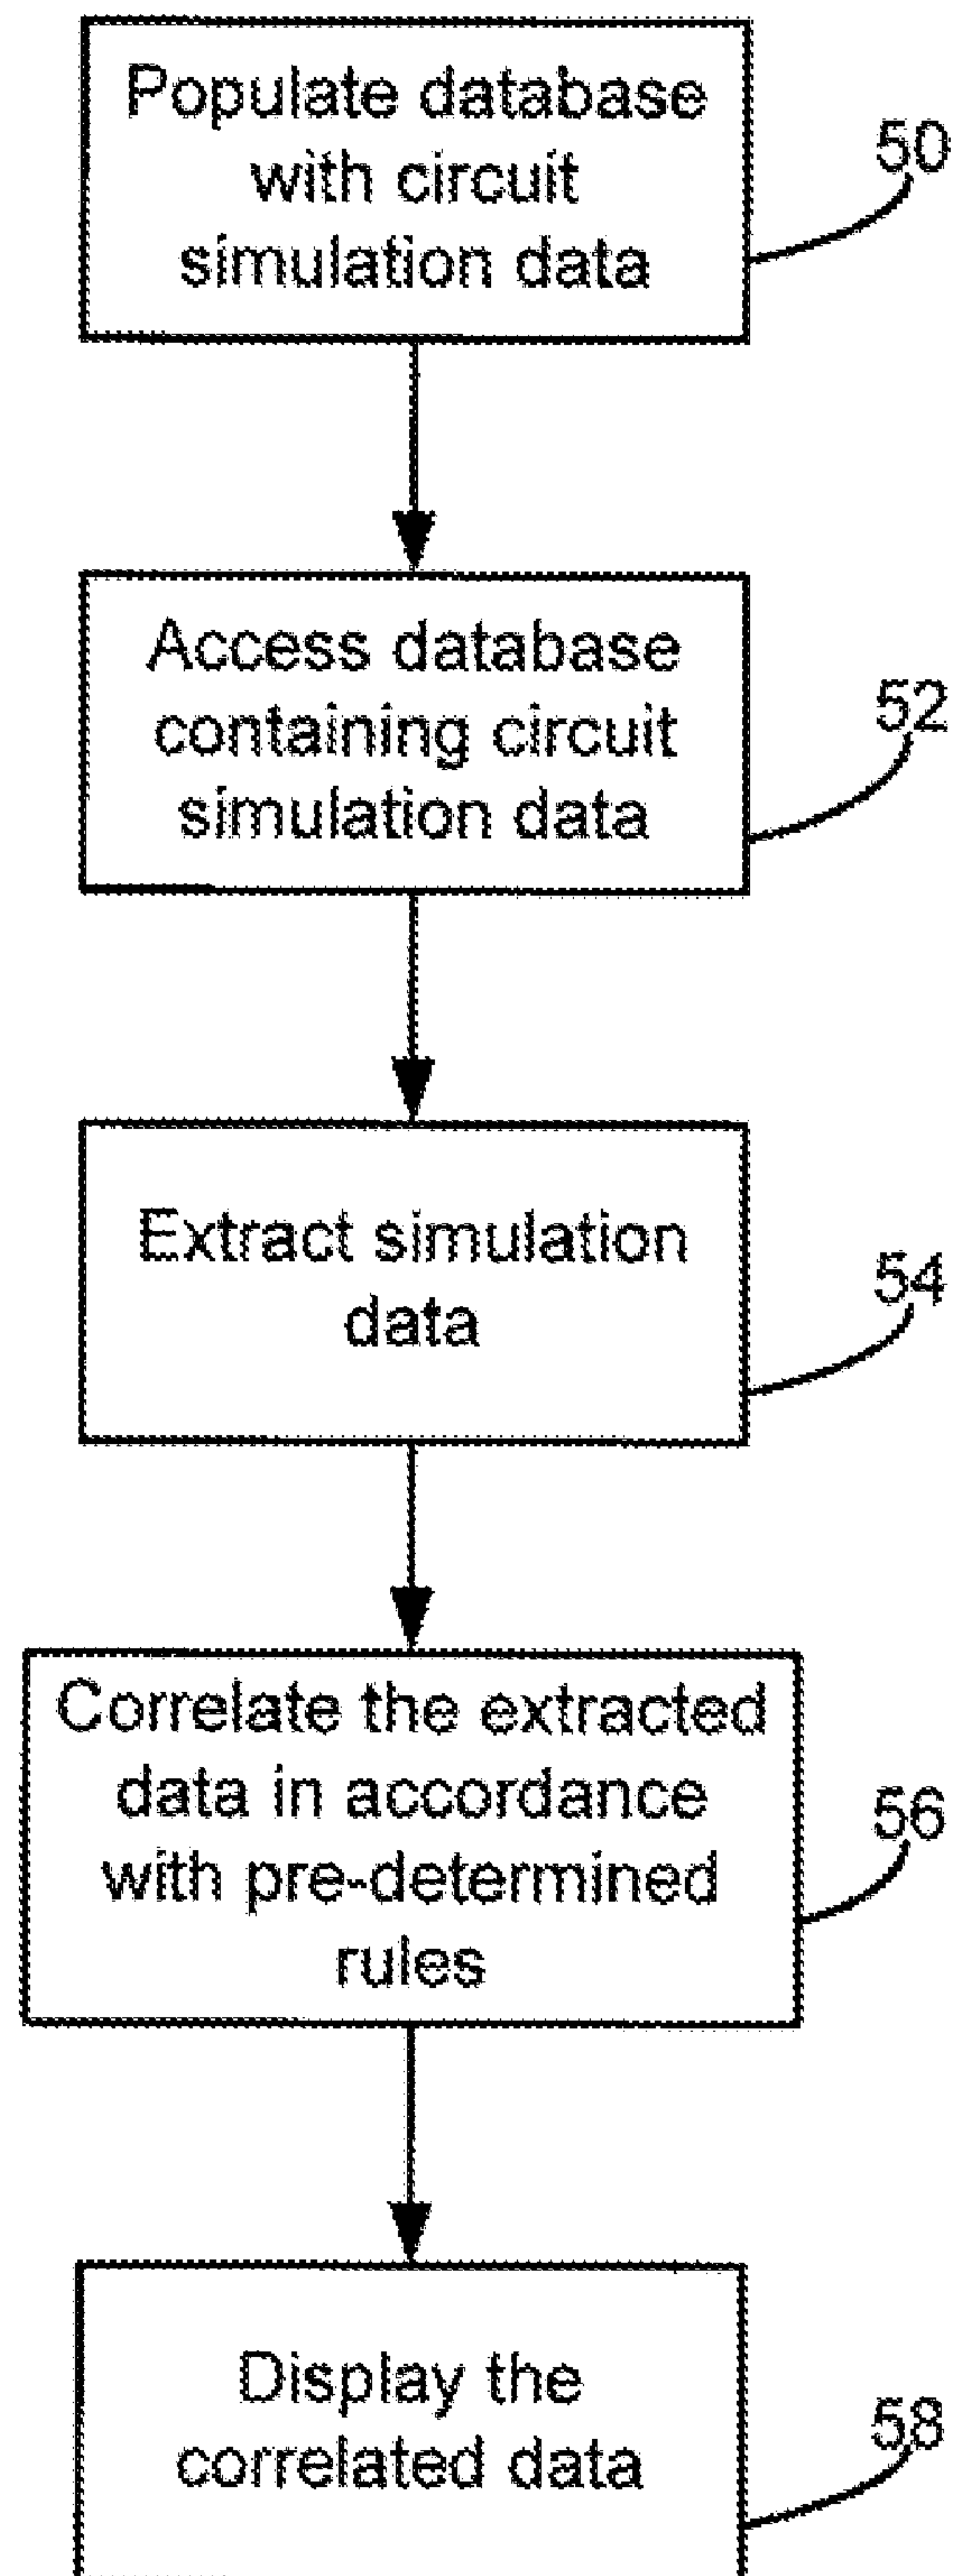 Populate database
with circuit
simulation data
50
Access database
containing circuit
simulation data
52
Extract simulation
data
54
Correlate the extracted
data in accordance
with pre-determined
rules
56
Display the
correlated data
58